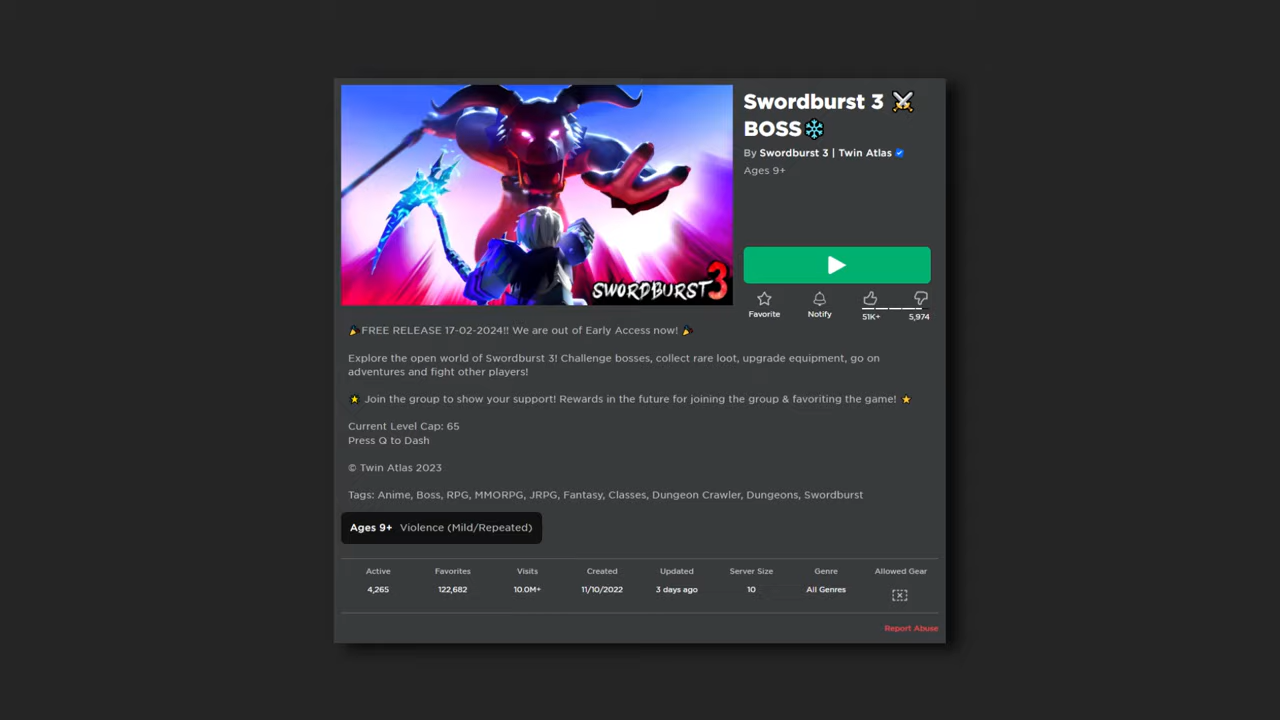 Swordburst 3 ⚔️
BOSS❄️
By Swordburst 3 | Twin Atlas
Ages 9+
SWORDBURST 3
Favorite
Notify
51K+
5,974
🎉FREE RELEASE 17-02-2024!! We are out of Early Access now! 🎉
Explore the open world of Swordburst 3! Challenge bosses, collect rare loot, upgrade equipment, go on
adventures and fight other players!
⭐ Join the group to show your support! Rewards in the future for joining the group & favoriting the game! ⭐
Current Level Cap: 65
Press Q to Dash
© Twin Atlas 2023
Tags: Anime, Boss, RPG, MMORPG, JRPG, Fantasy, Classes, Dungeon Crawler, Dungeons, Swordburst
Ages 9+ Violence (Mild/Repeated)
Active Favorites Visits Created Updated Server Size Genre Allowed Gear
4,265 122,682 10.0M+ 11/10/2022 3 days ago 10 All Genres
Report Abuse